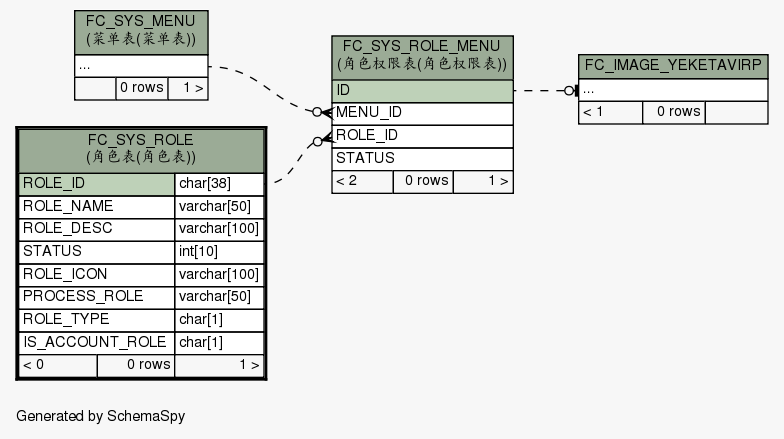 FC_SYS_MENU
(菜单表(菜单表))
...
0 rows 1 >
FC_SYS_ROLE
(角色表(角色表))
ROLE_ID char[38]
ROLE_NAME varchar[50]
ROLE_DESC varchar[100]
STATUS int[10]
ROLE_ICON varchar[100]
PROCESS_ROLE varchar[50]
ROLE_TYPE char[1]
IS_ACCOUNT_ROLE char[1]
< 0 0 rows 1 >
FC_SYS_ROLE_MENU
(角色权限表(角色权限表))
ID
MENU_ID
ROLE_ID
STATUS
< 2 0 rows 1 >
FC_IMAGE_YEKETAVIRP
...
< 1 0 rows
Generated by SchemaSpy